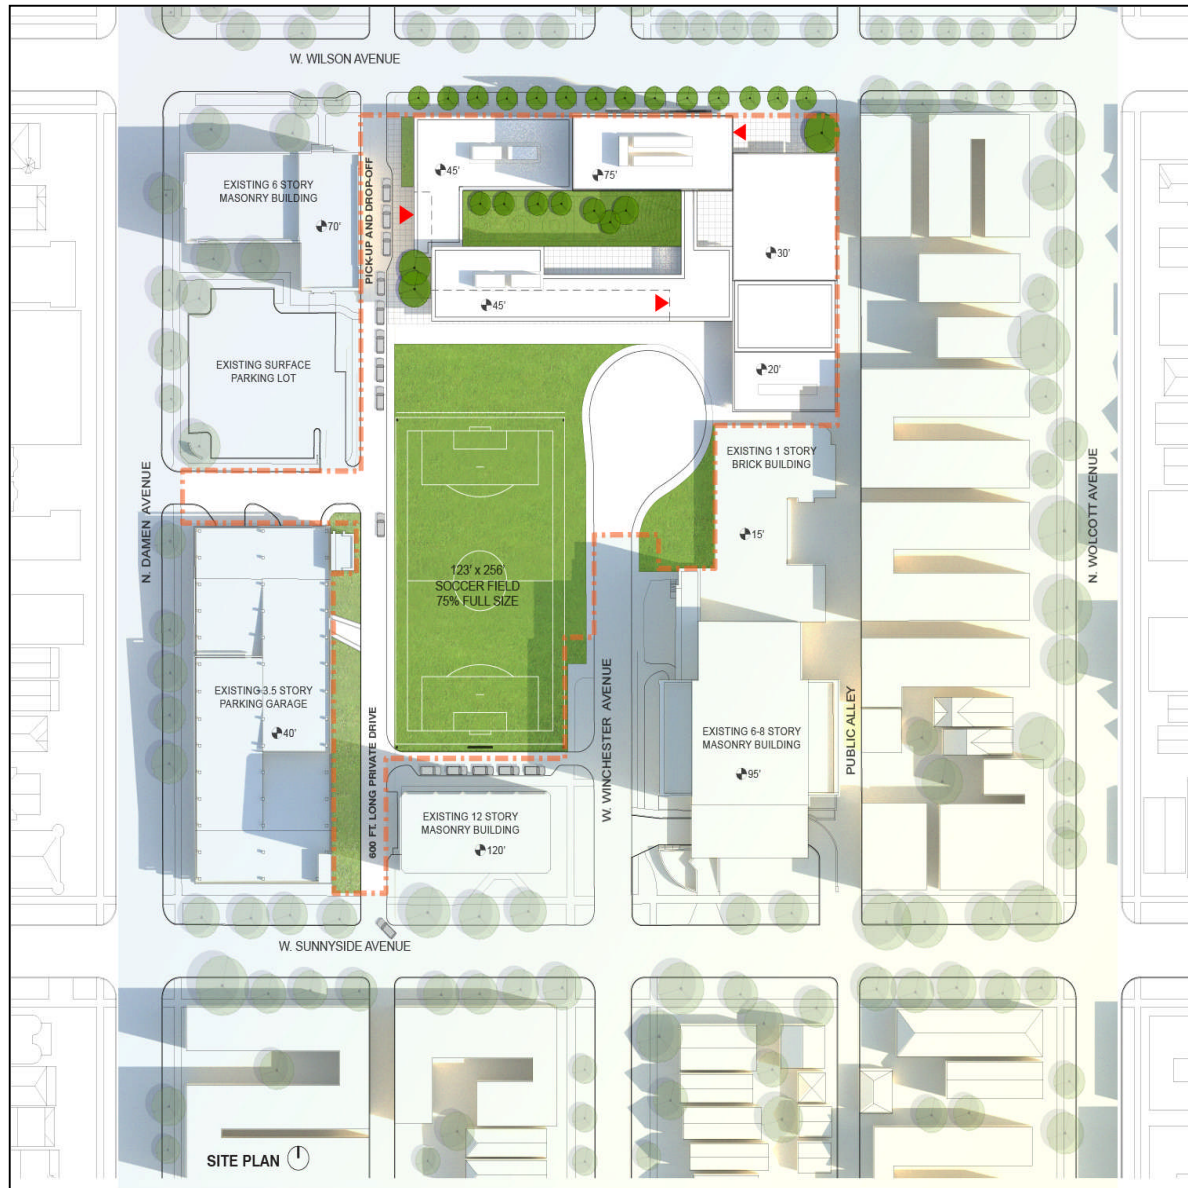 W. WILSON AVENUE
EXISTING 6 STORY
MASONRY BUILDING
70'
PICK-UP AND DROP-OFF
45'
75'
30'
45'
20'
EXISTING SURFACE
PARKING LOT
EXISTING 1 STORY
BRICK BUILDING
15'
N. DAMEN AVENUE
N. WOLCOTT AVENUE
123' x 256'
SOCCER FIELD
75% FULL SIZE
EXISTING 3.5 STORY
PARKING GARAGE
40'
600 FT. LONG PRIVATE DRIVE
W. WINCHESTER AVENUE
EXISTING 6-8 STORY
MASONRY BUILDING
95'
PUBLIC ALLEY
EXISTING 12 STORY
MASONRY BUILDING
120'
W. SUNNYSIDE AVENUE
SITE PLAN